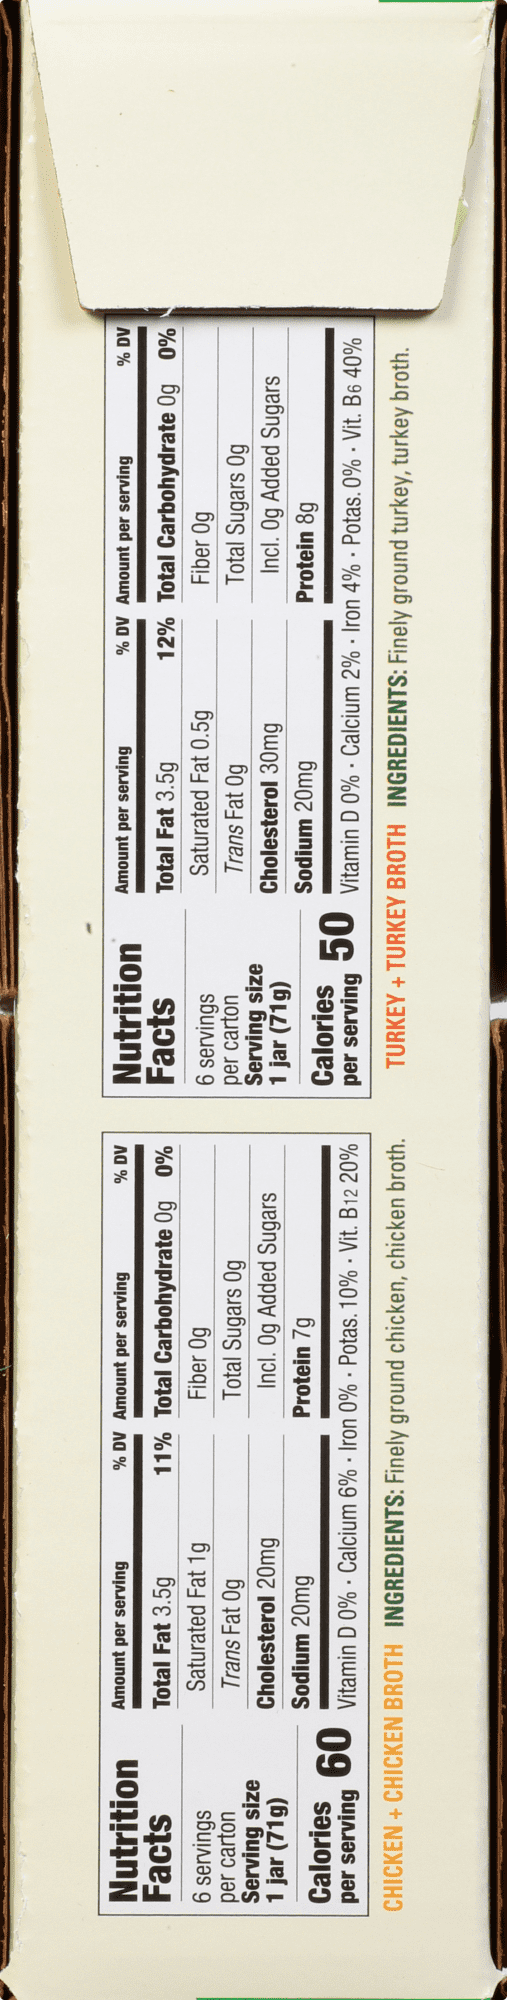 Nutrition
Facts
6 servings
per carton
Serving size
1 jar (71g)
Calories
per serving 60
Amount per serving % DV Amount per serving % DV
Total Fat 3.5g 11% Total Carbohydrate 0g 0%
Saturated Fat 1g Fiber 0g
Trans Fat 0g Total Sugars 0g
Cholesterol 20mg Incl. 0g Added Sugars
Sodium 20mg Protein 7g
Vitamin D 0% · Calcium 6% · Iron 0% · Potas. 10% · Vit. B12 20%
CHICKEN + CHICKEN BROTH INGREDIENTS: Finely ground chicken, chicken broth.
Nutrition
Facts
6 servings
per carton
Serving size
1 jar (71g)
Calories
per serving 50
Amount per serving % DV Amount per serving % DV
Total Fat 3.5g 12% Total Carbohydrate 0g 0%
Saturated Fat 0.5g Fiber 0g
Trans Fat 0g Total Sugars 0g
Cholesterol 30mg Incl. 0g Added Sugars
Sodium 20mg Protein 8g
Vitamin D 0% · Calcium 2% · Iron 4% · Potas. 0% · Vit. B6 40%
TURKEY + TURKEY BROTH INGREDIENTS: Finely ground turkey, turkey broth.